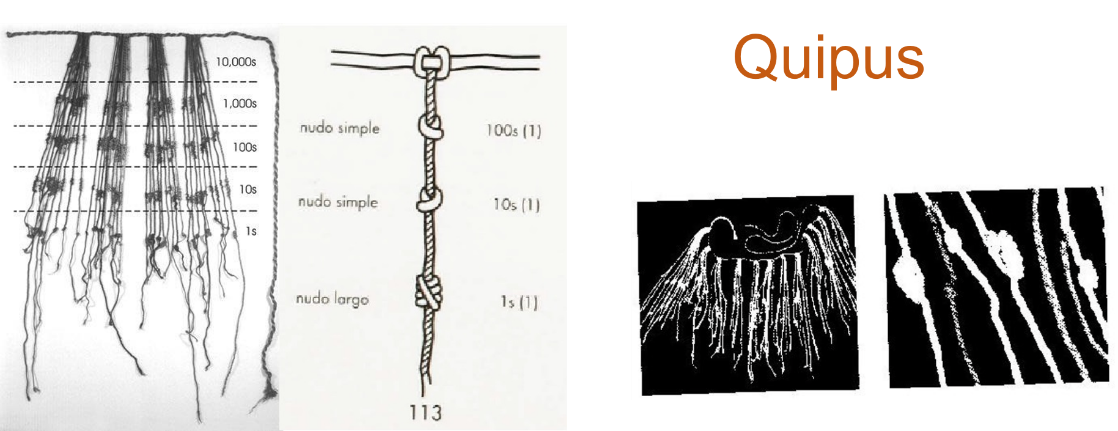 Quipus
10,000s
1,000s
100s
10s
1s
nudo simple 100s (1)
nudo simple 10s (1)
nudo largo 1s (1)
113